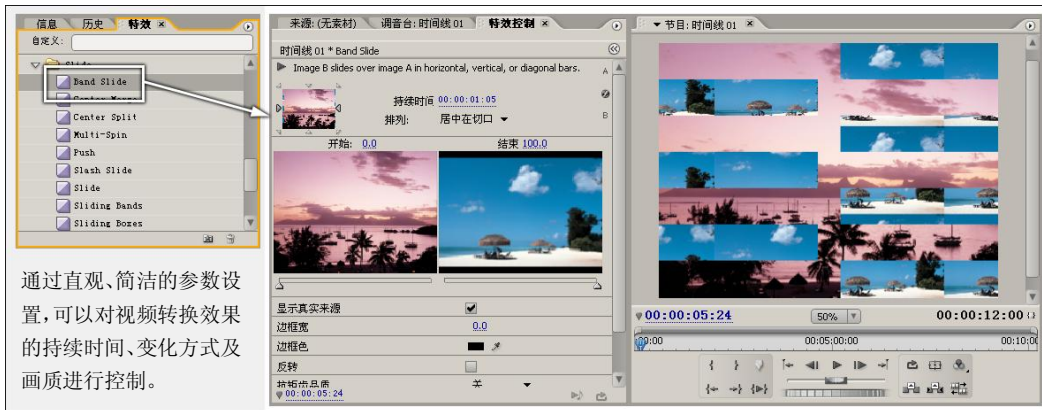 信息 历史 特效 ×
自定义:
Slide
Band Slide
Center Merge
Center Split
Multi-Spin
Push
Slash Slide
Slide
Sliding Bands
Sliding Boxes
通过直观、简洁的参数设
置,可以对视频转换效果
的持续时间、变化方式及
画质进行控制。
来源: (无素材) 调音台: 时间线 01 特效控制 ×
时间线 01 * Band Slide
Image B slides over image A in horizontal, vertical, or diagonal bars.
A
持续时间 00:00:01:05
B
排列: 居中在切口
开始: 0.0 结束 100.0
显示真实来源
边框宽 0.0
边框色
反转
抗锯齿品质 关
00:00:05:24
节目: 时间线 01 ×
00:00:05:24 50% 00:00:12:00
00:00 00:05:00:00 00:10:00